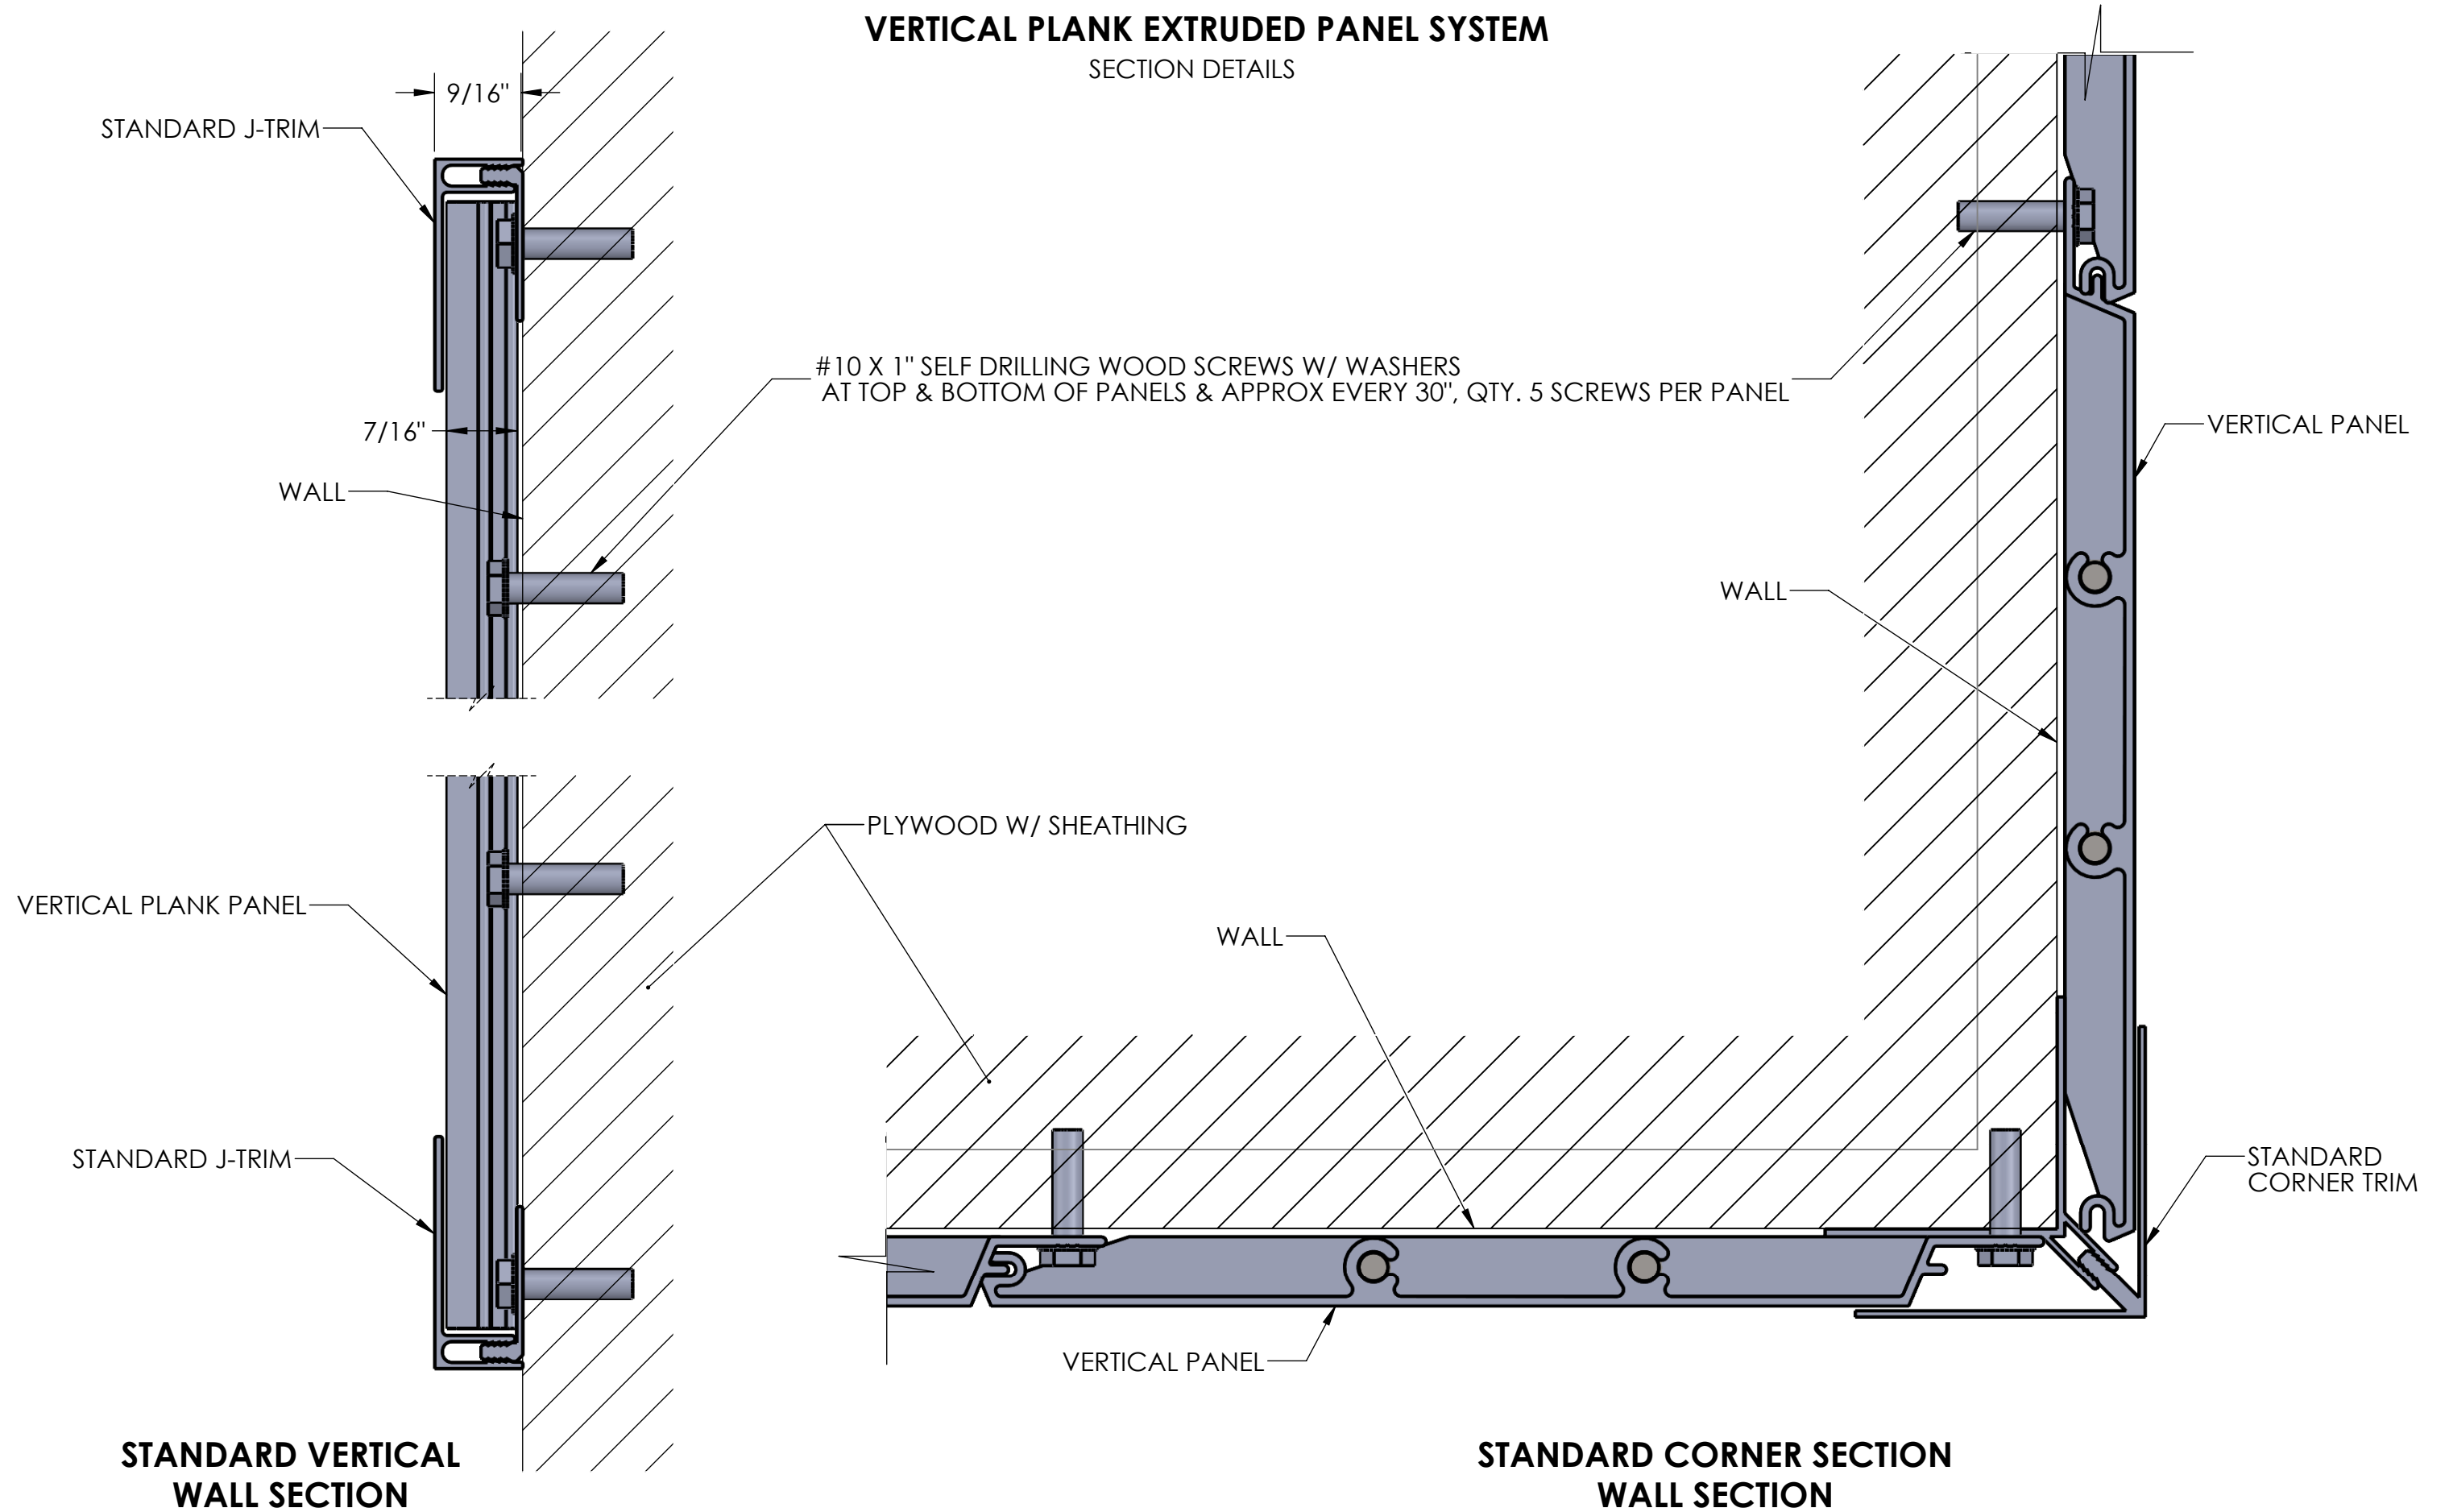 VERTICAL PLANK EXTRUDED PANEL SYSTEM
SECTION DETAILS
9/16"
STANDARD J-TRIM
#10 X 1" SELF DRILLING WOOD SCREWS W/ WASHERS
AT TOP & BOTTOM OF PANELS & APPROX EVERY 30", QTY. 5 SCREWS PER PANEL
7/16"
VERTICAL PANEL
WALL
WALL
PLYWOOD W/ SHEATHING
VERTICAL PLANK PANEL
WALL
STANDARD J-TRIM
STANDARD
CORNER TRIM
VERTICAL PANEL
STANDARD VERTICAL
WALL SECTION
STANDARD CORNER SECTION
WALL SECTION